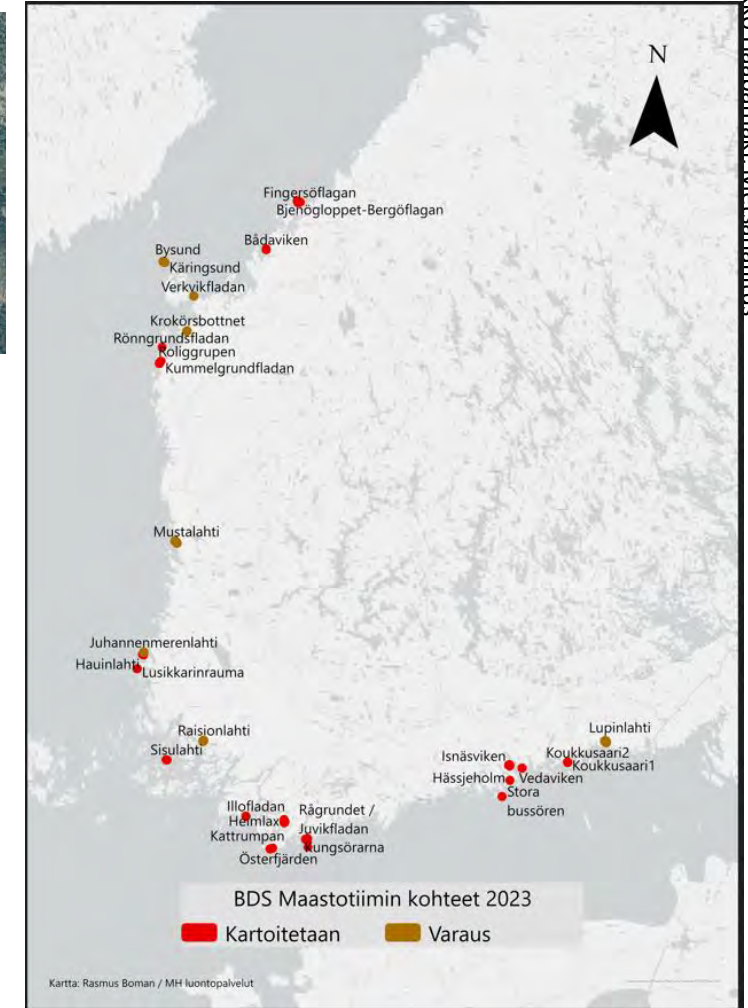 N
Fingersöflagan
Bjenögloppet-Bergöflagan
Bådaviken
Bysund
Käringsund
Verkvikfladan
Krokörsbottnet
Rönngrundsfladan
Roliggrupen
Kummelgrundfladan
Mustalahti
Juhannenmerenlahti
Hauinlahti
Lusikkarinrauma
Raisionlahti
Sisulahti
Lupinlahti
Isnäsviken
Koukkusaari2
Koukkusaari1
Hässjeholm
Vedaviken
Stora
bussören
Illofladan
Heimlax
Kattrumpan
Österfjärden
Rågrundet /
Juvikfladan
Kungsörarna
BDS Maastotiimin kohteet 2023
Kartoitetaan
Varaus
Kartta: Rasmus Boman / MH luontopalvelut